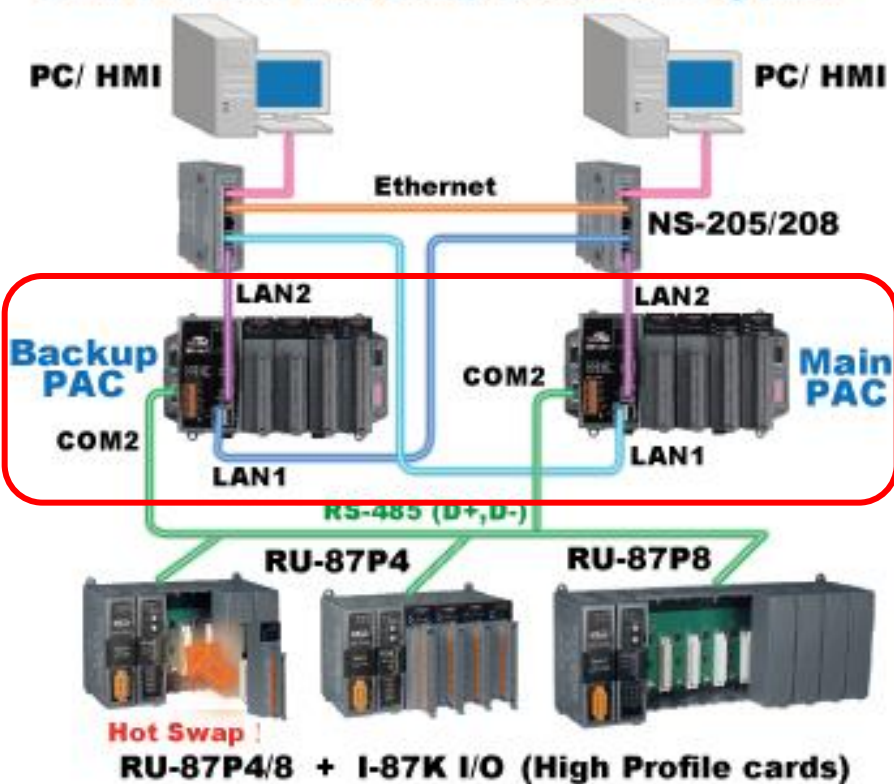 PC/ HMI
PC/ HMI
Ethernet
NS-205/208
LAN2
LAN2
Backup
PAC
COM2
Main
PAC
COM2
LAN1
LAN1
RS-485 (D+,D-)
RU-87P4
RU-87P8
Hot Swap !
RU-87P4/8 + I-87K I/O (High Profile cards)